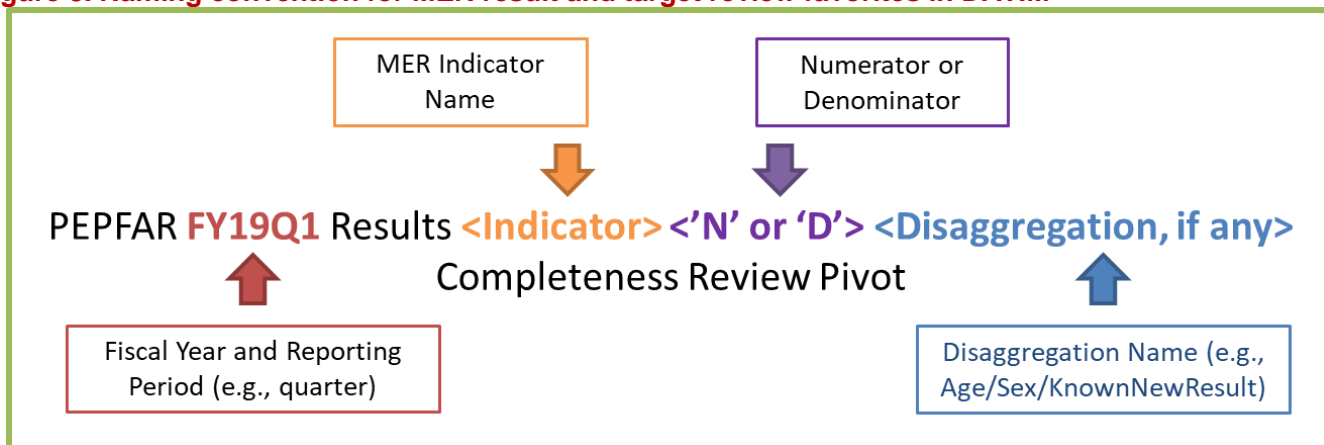 MER Indicator
Name
Numerator or
Denominator
PEPFAR FY19Q1 Results <Indicator> <’N’ or ‘D’> <Disaggregation, if any>
Completeness Review Pivot
Fiscal Year and Reporting
Period (e.g., quarter)
Disaggregation Name (e.g.,
Age/Sex/KnownNewResult)